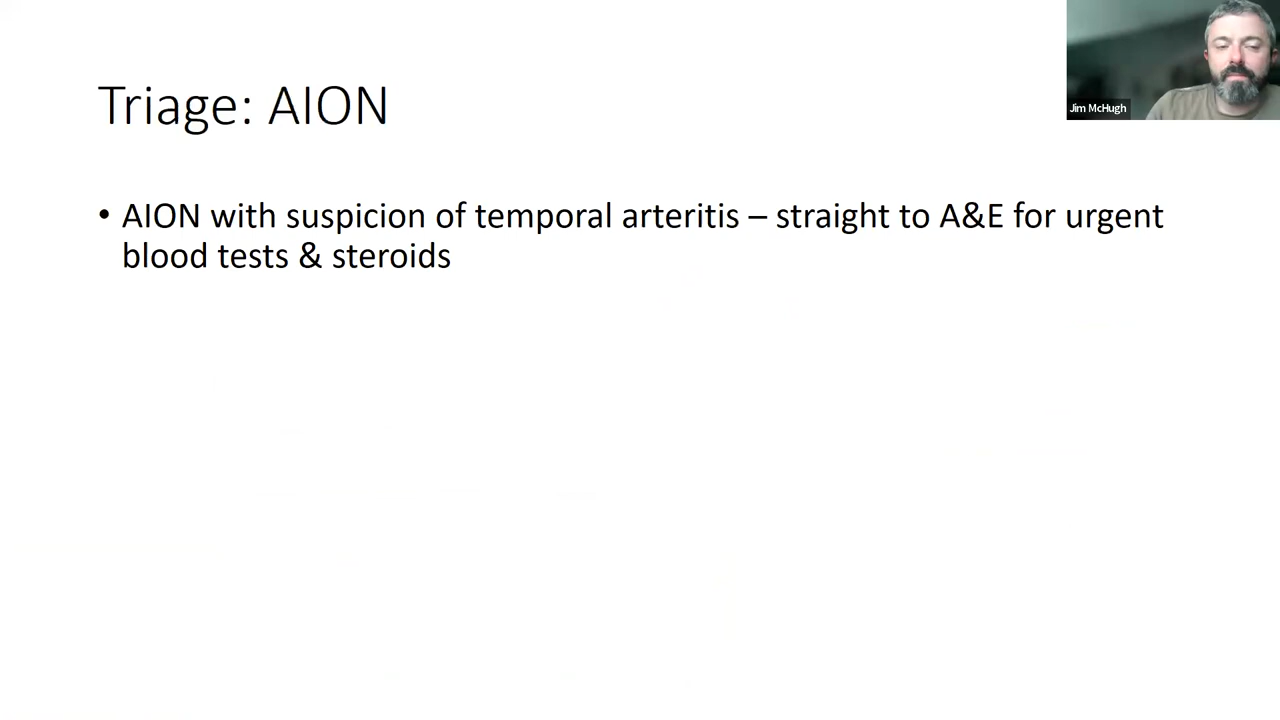 Triage: AION
Jim McHugh
• AION with suspicion of temporal arteritis – straight to A&E for urgent
blood tests & steroids